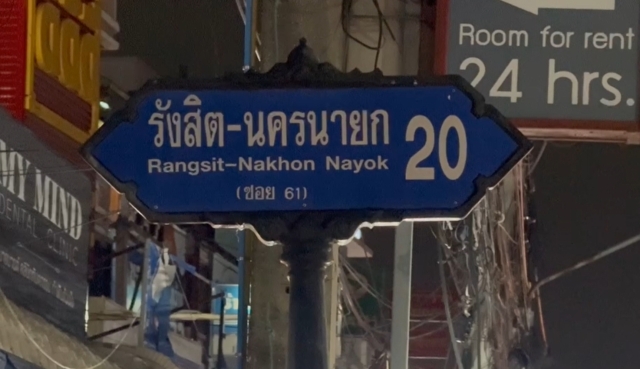 รังสิต-นครนายก 20
Rangsit-Nakhon Nayok
(ซอย 61)
Room for rent
24 hrs.
MY MIND
DENTAL CLINIC